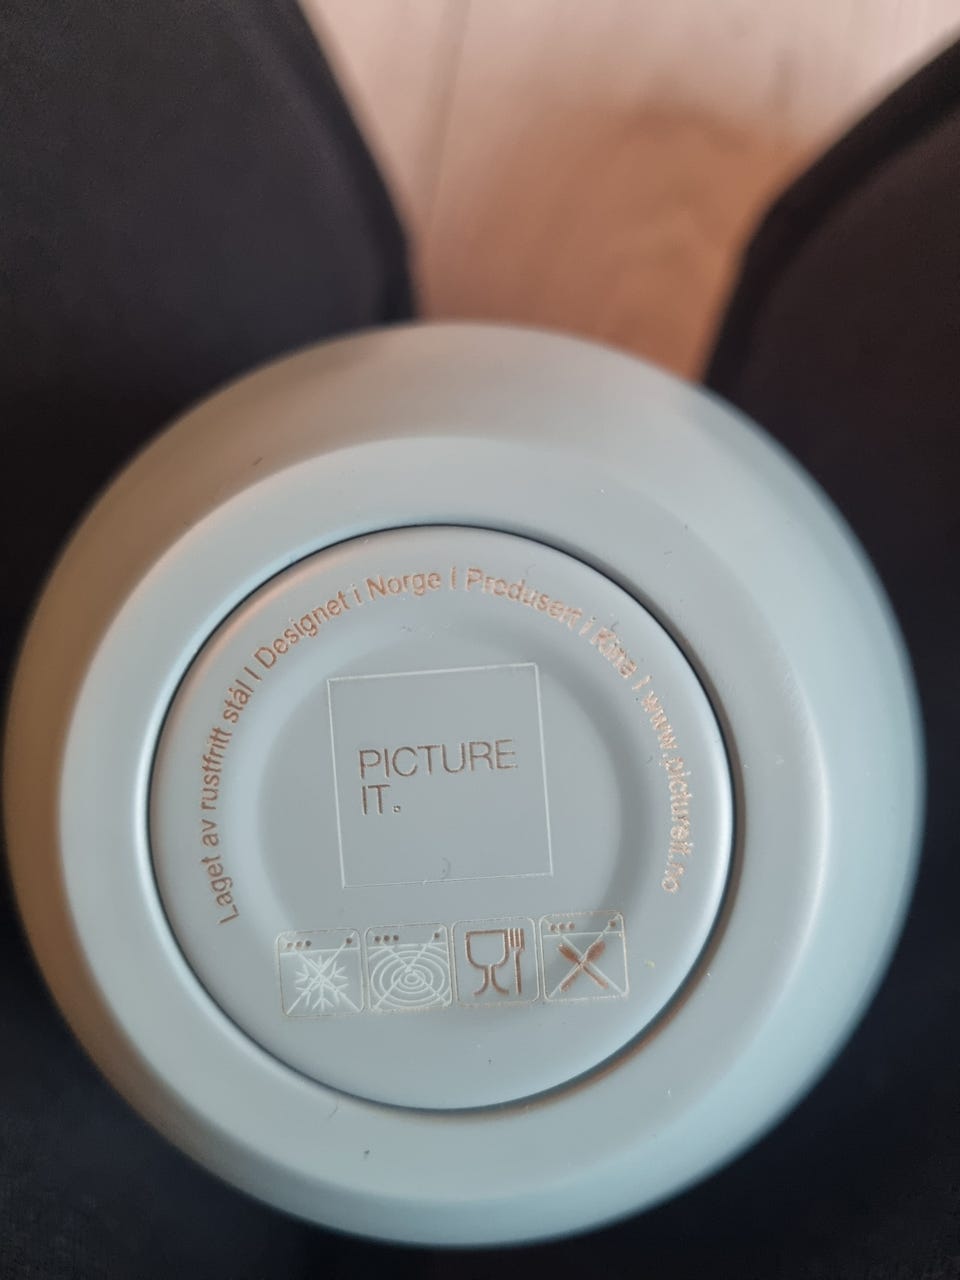 Laget av rustfritt stål | Designet i Norge | Produsert i Kina | www.pictureit.no
PICTURE
IT.